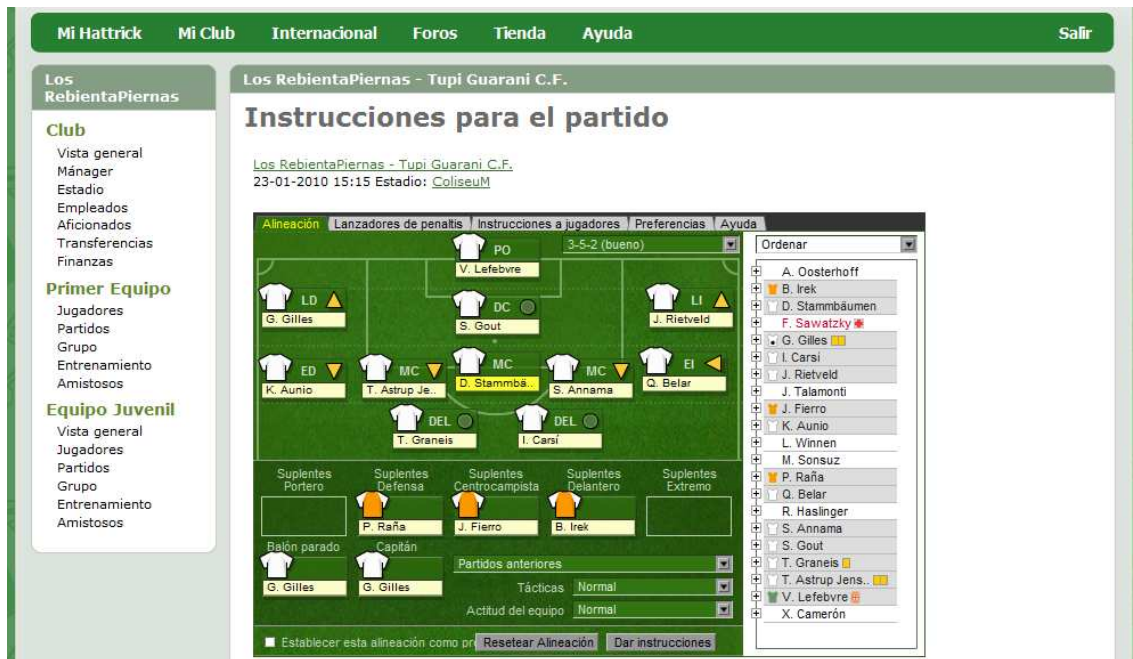 Mi Hattrick Mi Club Internacional Foros Tienda Ayuda Salir
Los
RebientaPiernas
Club
Vista general
Mánager
Estadio
Empleados
Aficionados
Transferencias
Finanzas
Primer Equipo
Jugadores
Partidos
Grupo
Entrenamiento
Amistosos
Equipo Juvenil
Vista general
Jugadores
Partidos
Grupo
Entrenamiento
Amistosos
Los RebientaPiernas - Tupi Guarani C.F.
Instrucciones para el partido
Los RebientaPiernas - Tupi Guarani C.F.
23-01-2010 15:15 Estadio: ColiseuM
Alineación Lanzadores de penaltis Instrucciones a jugadores Preferencias Ayuda
PO 3-5-2 (bueno)
V. Lefebvre
LD DC LI
G. Gilles S. Gout J. Rietveld
ED MC MC MC EI
K. Aunio T. Astrup Je.. D. Stammbä.. S. Annama Q. Belar
DEL DEL
T. Graneis I. Carsí
Suplentes Suplentes Suplentes Suplentes Suplentes
Portero Defensa Centrocampista Delantero Extremo
P. Raña J. Fierro B. Irek
Balón parado Capitán
Partidos anteriores
G. Gilles G. Gilles
Tácticas Normal
Actitud del equipo Normal
Establecer esta alineación como pr Resetear Alineación Dar instrucciones
Ordenar
A. Oosterhoff
B. Irek
D. Stammbäumen
F. Sawatzky
G. Gilles
I. Carsí
J. Rietveld
J. Talamonti
J. Fierro
K. Aunio
L. Winnen
M. Sonsuz
P. Raña
Q. Belar
R. Haslinger
S. Annama
S. Gout
T. Graneis
T. Astrup Jens..
V. Lefebvre
X. Camerón